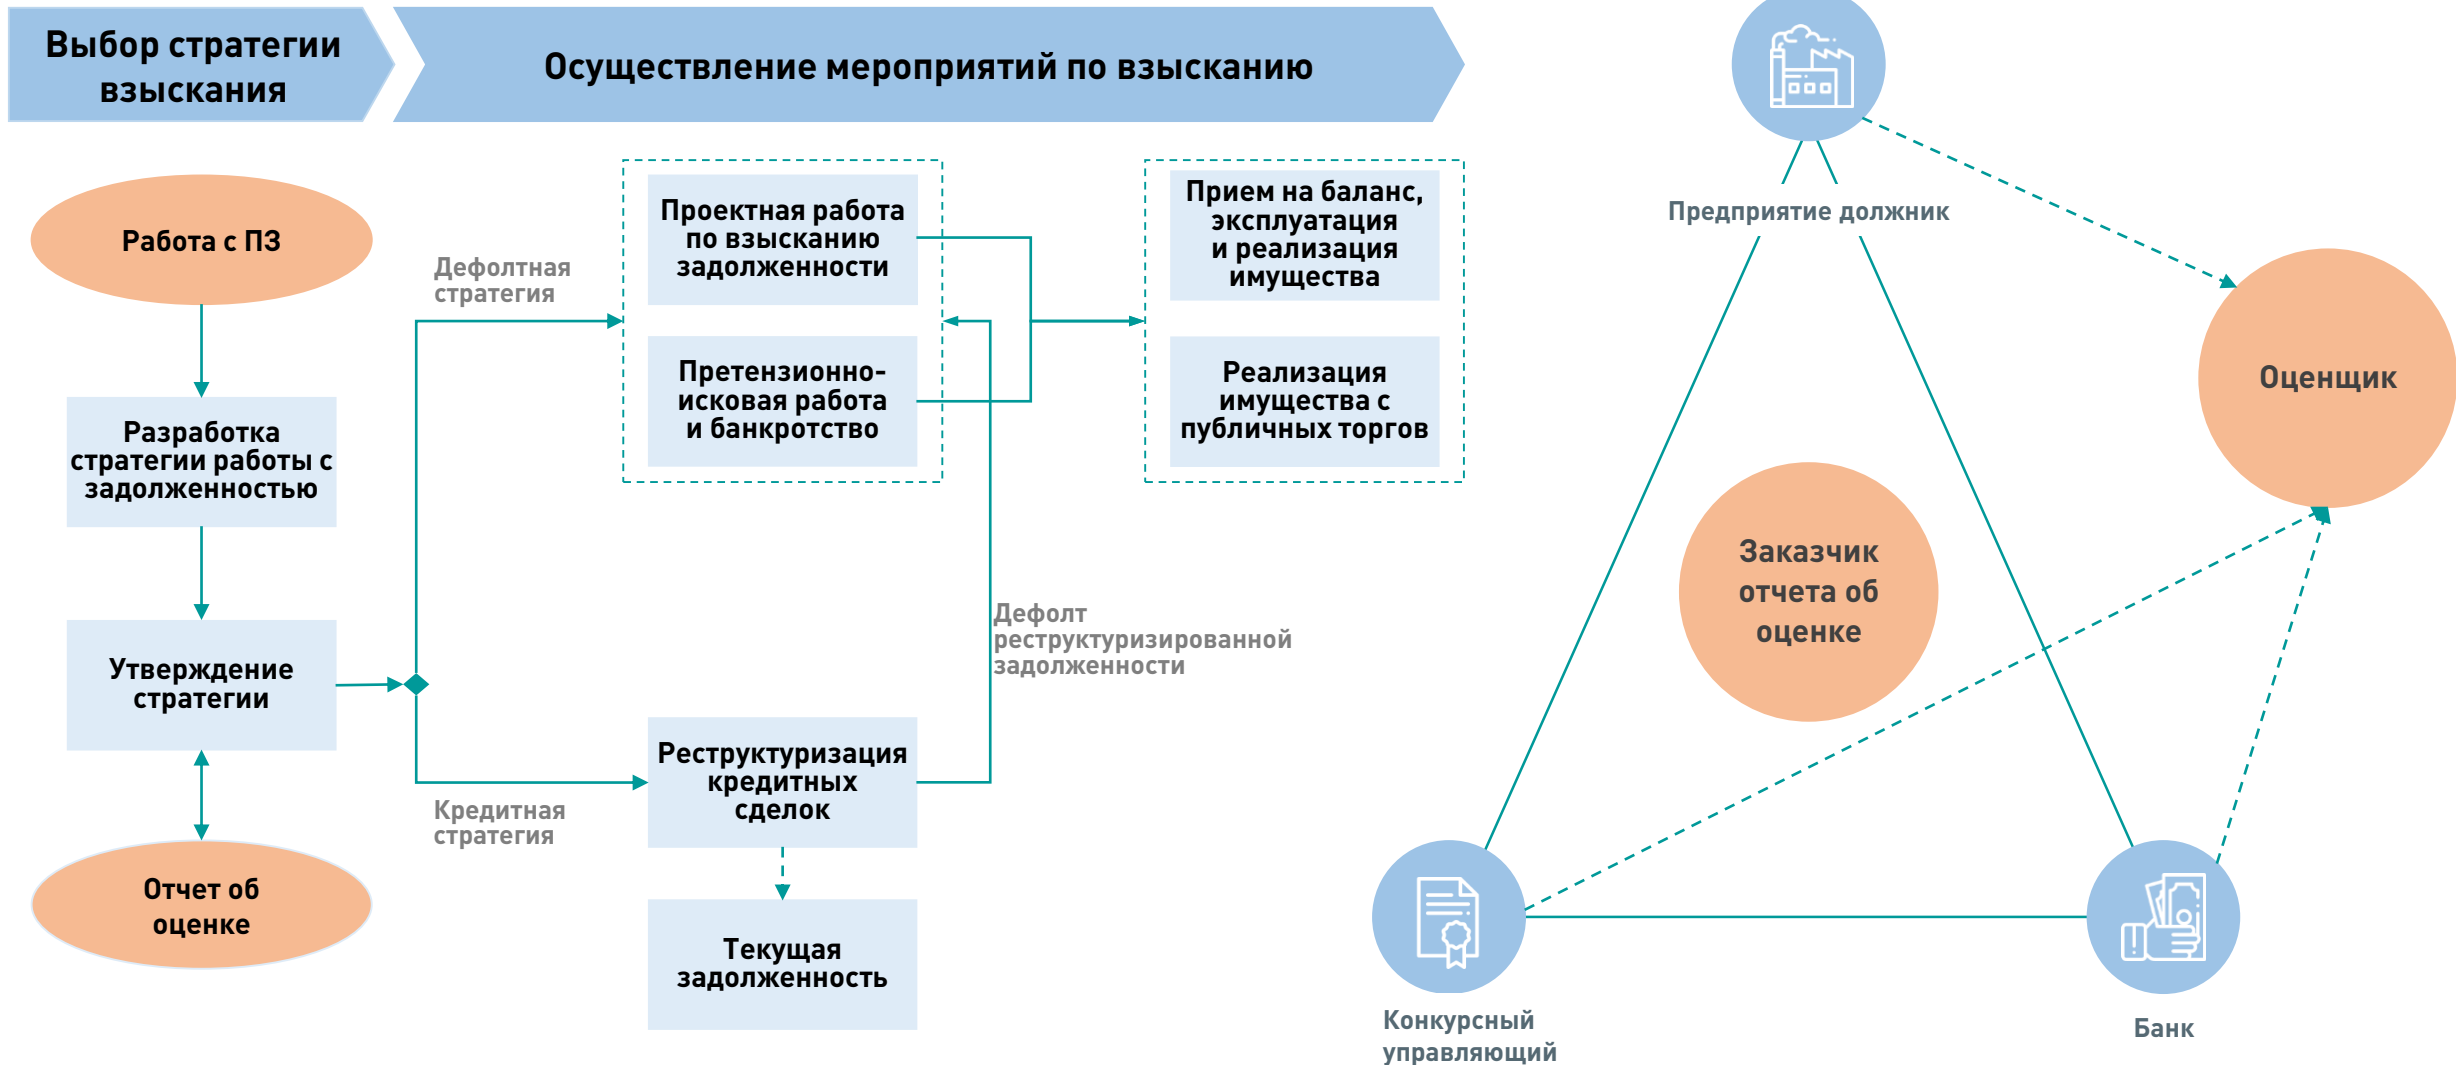 Выбор стратегии
взыскания
Осуществление мероприятий по взысканию
Работа с ПЗ
Разработка
стратегии работы с
задолженностью
Утверждение
стратегии
Отчет об
оценке
Дефолтная
стратегия
Кредитная
стратегия
Проектная работа
по взысканию
задолженности
Претензионно-
исковая работа
и банкротство
Прием на баланс,
эксплуатация
и реализация
имущества
Реализация
имущества с
публичных торгов
Дефолт
реструктуризированной
задолженности
Реструктуризация
кредитных
сделок
Текущая
задолженность
Предприятие должник
Оценщик
Заказчик
отчета об
оценке
Конкурсный
управляющий
Банк